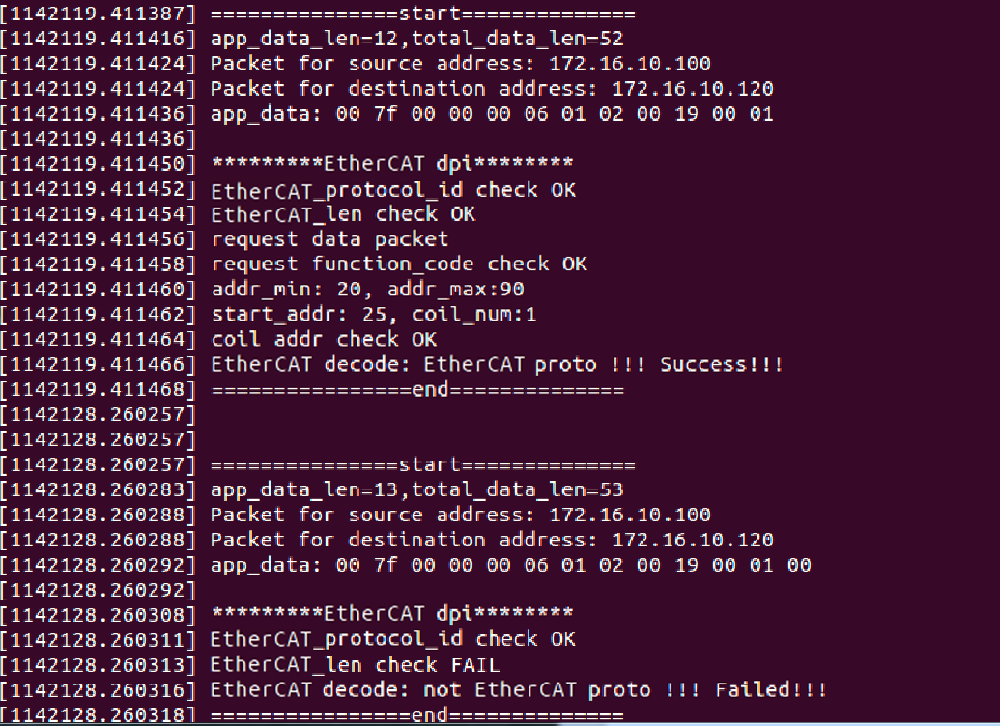 [1142119.411387] ===============start==============
[1142119.411416] app_data_len=12,total_data_len=52
[1142119.411424] Packet for source address: 172.16.10.100
[1142119.411424] Packet for destination address: 172.16.10.120
[1142119.411436] app_data: 00 7f 00 00 00 06 01 02 00 19 00 01
[1142119.411436]
[1142119.411450] *********EtherCAT dpi********
[1142119.411452] EtherCAT_protocol_id check OK
[1142119.411454] EtherCAT_len check OK
[1142119.411456] request data packet
[1142119.411458] request function_code check OK
[1142119.411460] addr_min: 20, addr_max:90
[1142119.411462] start_addr: 25, coil_num:1
[1142119.411464] coil addr check OK
[1142119.411466] EtherCAT decode: EtherCAT proto !!! Success!!!
[1142119.411468] ================end==============
[1142128.260257]
[1142128.260257]
[1142128.260257] ===============start==============
[1142128.260283] app_data_len=13,total_data_len=53
[1142128.260288] Packet for source address: 172.16.10.100
[1142128.260288] Packet for destination address: 172.16.10.120
[1142128.260292] app_data: 00 7f 00 00 00 06 01 02 00 19 00 01 00
[1142128.260292]
[1142128.260308] *********EtherCAT dpi********
[1142128.260311] EtherCAT_protocol_id check OK
[1142128.260313] EtherCAT_len check FAIL
[1142128.260316] EtherCAT decode: not EtherCAT proto !!! Failed!!!
[1142128.260318] ================end==============